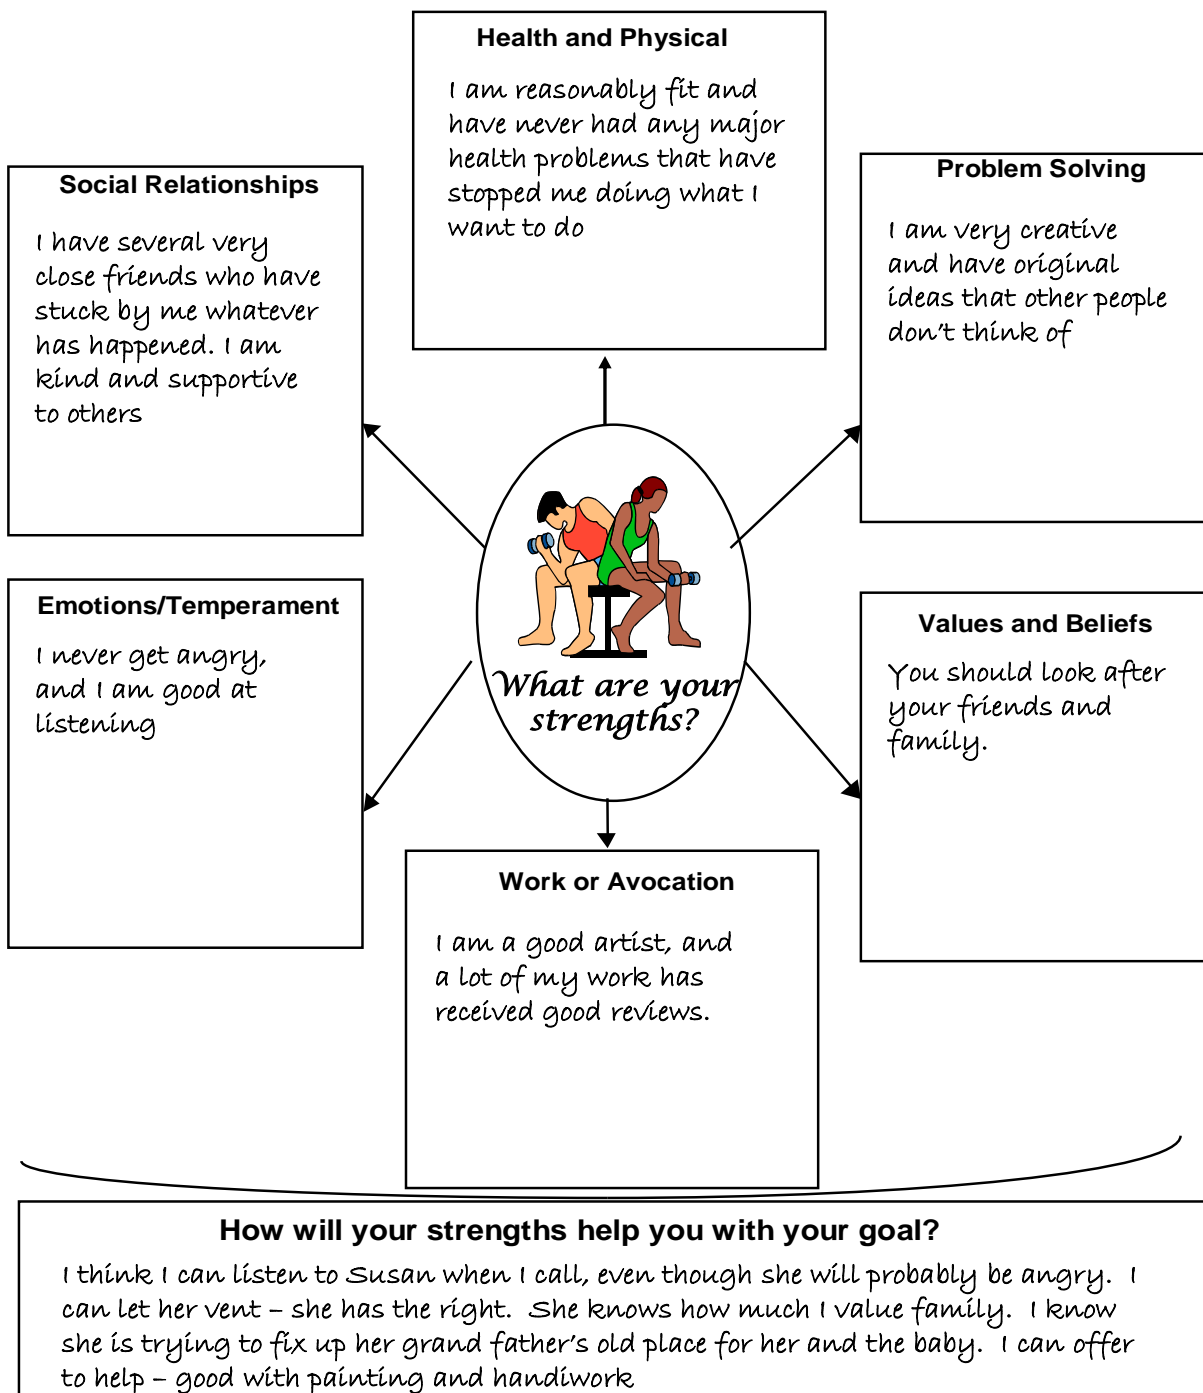 Health and Physical
I am reasonably fit and
have never had any major
health problems that have
stopped me doing what I
want to do
Social Relationships
I have several very
close friends who have
stuck by me whatever
has happened. I am
kind and supportive
to others
Problem Solving
I am very creative
and have original
ideas that other people
don't think of
What are your
strengths?
Emotions/Temperament
I never get angry,
and I am good at
listening
Values and Beliefs
You should look after
your friends and
family.
Work or Avocation
I am a good artist, and
a lot of my work has
received good reviews.
How will your strengths help you with your goal?
I think I can listen to Susan when I call, even though she will probably be angry. I
can let her vent – she has the right. She knows how much I value family. I know
she is trying to fix up her grand father's old place for her and the baby. I can offer
to help – good with painting and handiwork